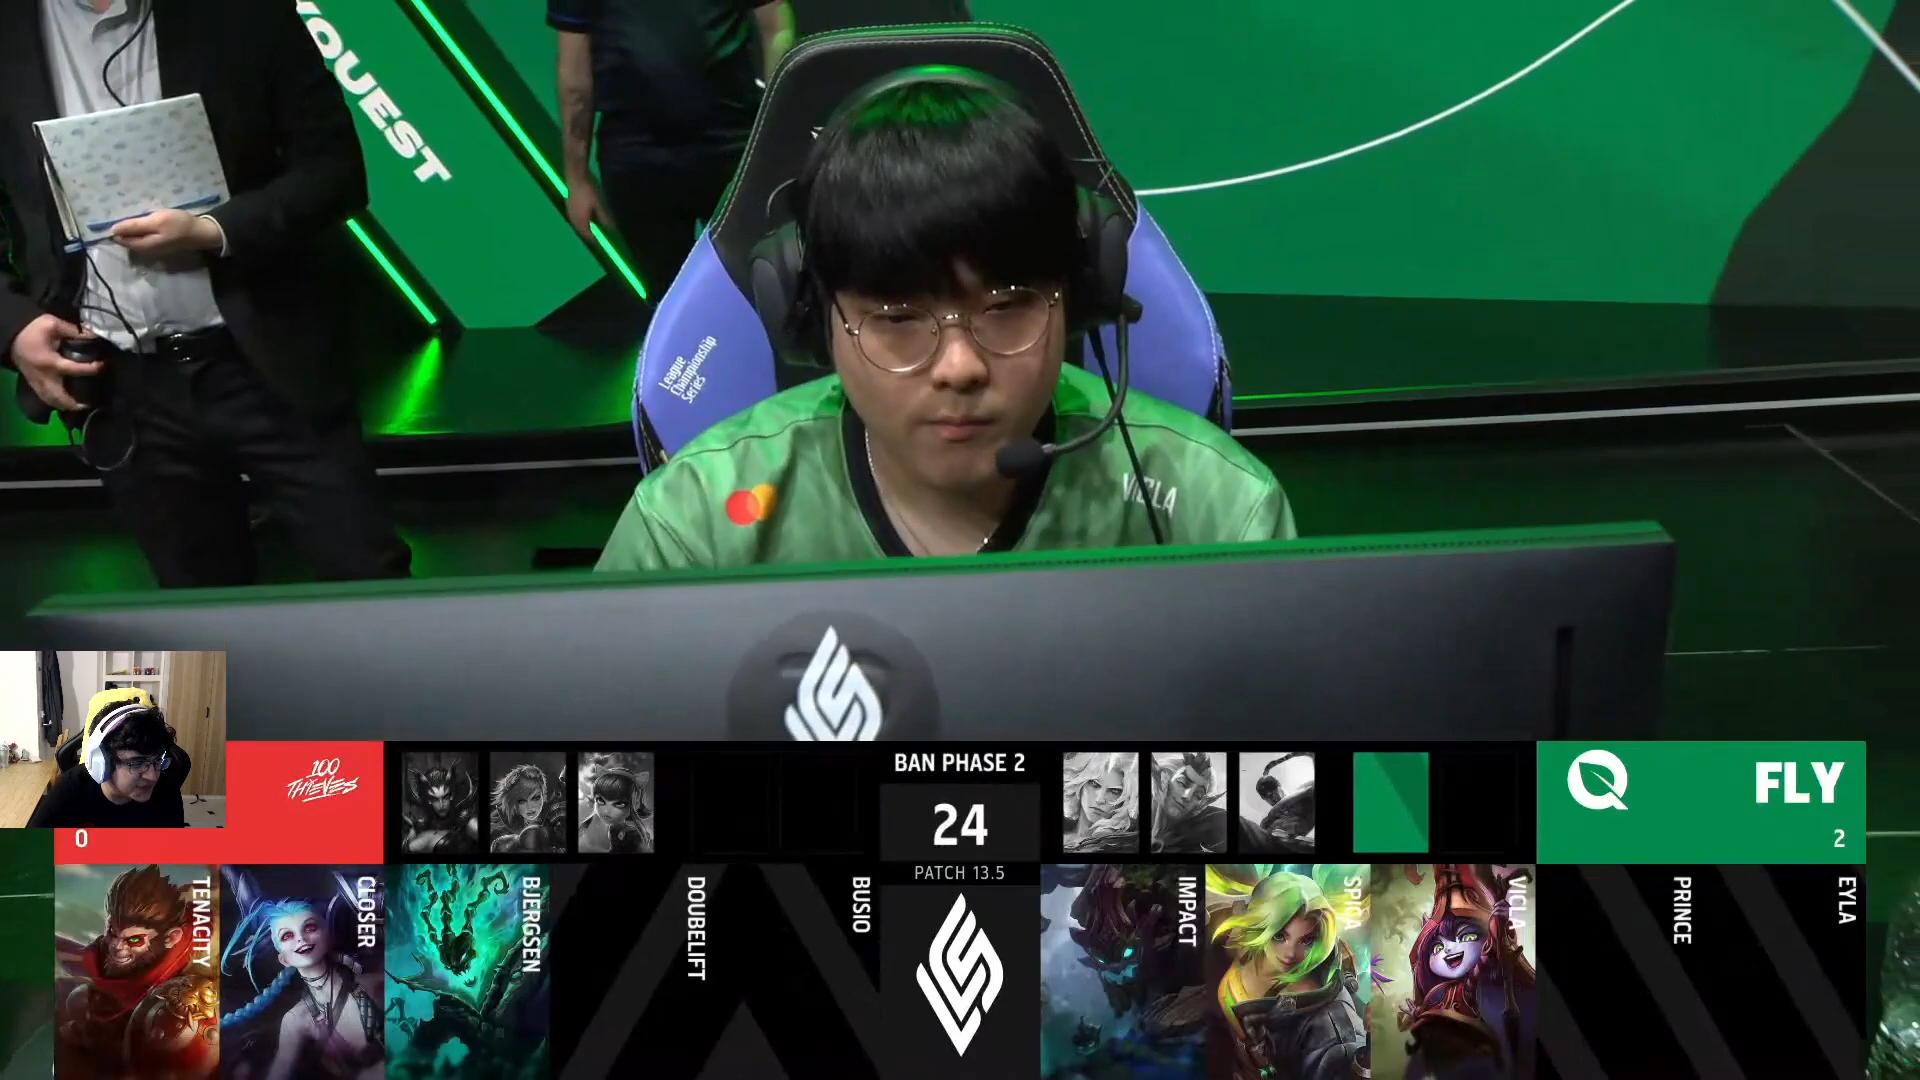 YOUQUEST
League
Championship
Series
VICLA
100
THIEVES
0
BAN PHASE 2
24
PATCH 13.5
FLY
2
TENACITY
CLOSER
BJERGSEN
DOUBELIFT
BUSIO
IMPACT
SPICA
VICLA
PRINCE
EYLA